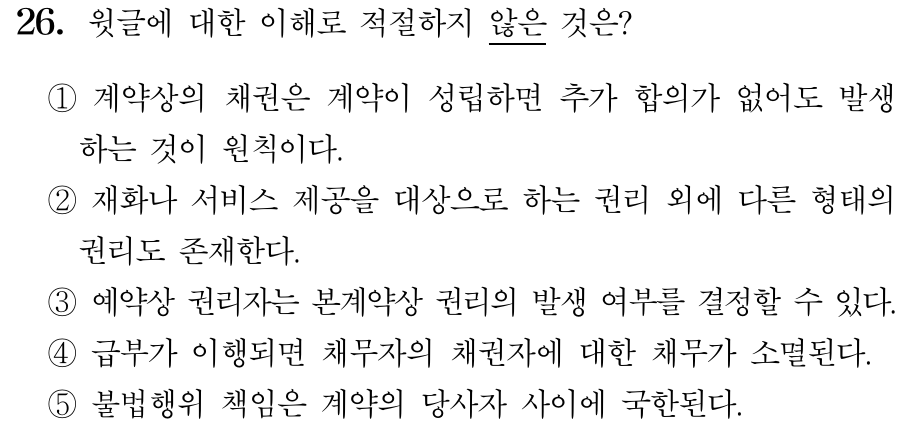 26. 윗글에 대한 이해로 적절하지 않은 것은?
① 계약상의 채권은 계약이 성립하면 추가 합의가 없어도 발생
하는 것이 원칙이다.
② 재화나 서비스 제공을 대상으로 하는 권리 외에 다른 형태의
권리도 존재한다.
③ 예약상 권리자는 본계약상 권리의 발생 여부를 결정할 수 있다.
④ 급부가 이행되면 채무자의 채권자에 대한 채무가 소멸된다.
⑤ 불법행위 책임은 계약의 당사자 사이에 국한된다.